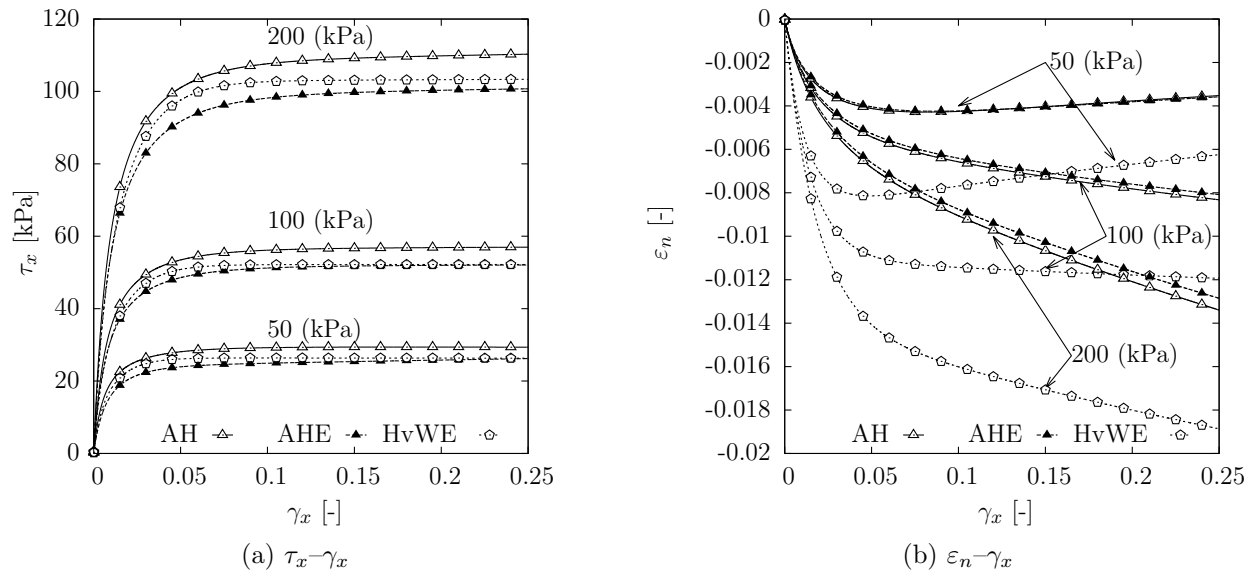 120
100
80
60
40
20
0
τx [kPa]
200 (kPa)
100 (kPa)
50 (kPa)
AH AHE HvWE
0 0.05 0.1 0.15 0.2 0.25
γx [-]
(a) τx–γx
0
-0.002
-0.004
-0.006
-0.008
-0.01
-0.012
-0.014
-0.016
-0.018
-0.02
εn [-]
50 (kPa)
100 (kPa)
200 (kPa)
AH AHE HvWE
0 0.05 0.1 0.15 0.2 0.25
γx [-]
(b) εn–γx